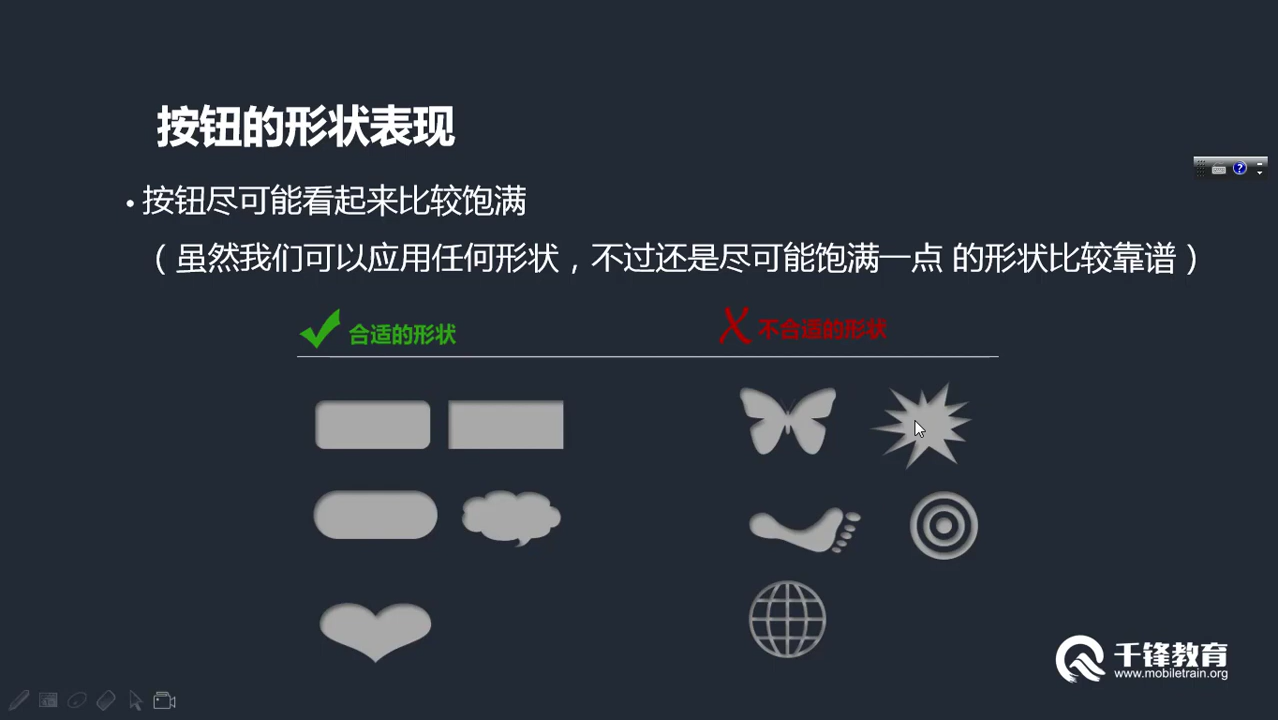 按钮的形状表现
• 按钮尽可能看起来比较饱满
（虽然我们可以应用任何形状，不过还是尽可能饱满一点 的形状比较靠谱）
合适的形状
不合适的形状
千锋教育
www.mobiletrain.org